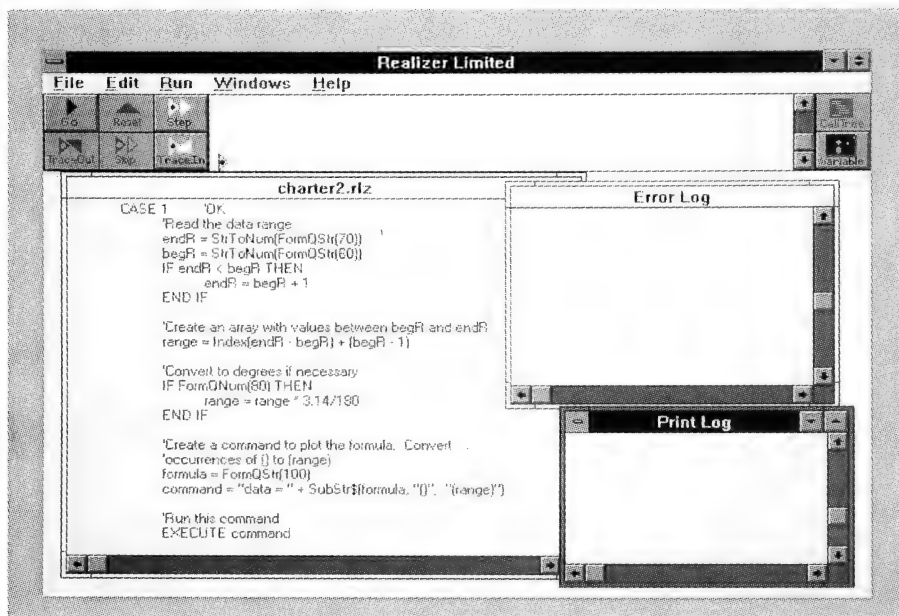 Realizer Limited
File Edit Run Windows Help
Go Reset Step
TraceOut Skip TraceIn
CallTree
Variable
charter2.rlz
CASE 1 'OK
'Read the data range
endR = StrToNum(FormQStr(70))
begR = StrToNum(FormQStr(60))
IF endR < begR THEN
endR = begR + 1
END IF
'Create an array with values between begR and endR
range = Index(endR - begR) + (begR - 1)
'Convert to degrees if necessary
IF FormQNum(80) THEN
range = range * 3.14/180
END IF
'Create a command to plot the formula. Convert
'occurrences of () to (range)
formula = FormQStr(100)
command = "data = " + SubStr$(formula, "()", "(range)")
'Run this command
EXECUTE command
Error Log
Print Log